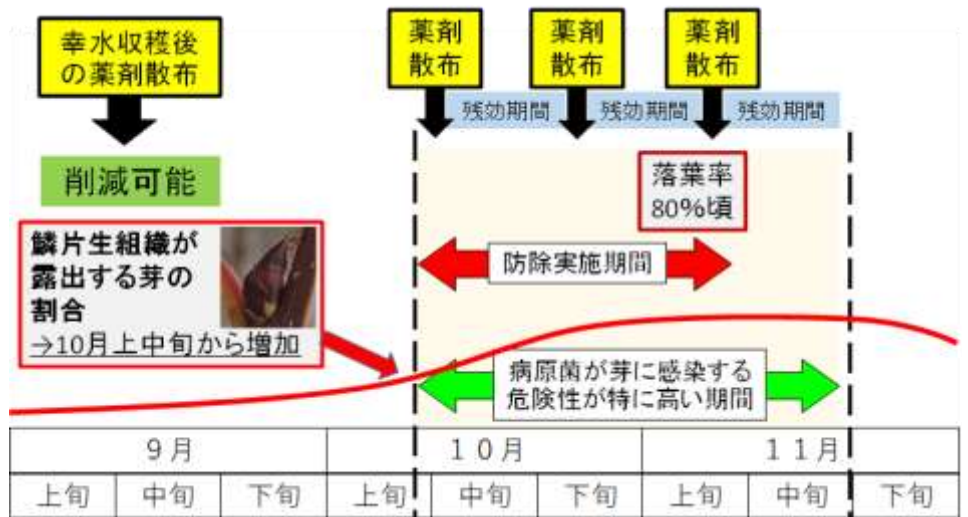 幸水収穫後
の薬剤散布
薬剤
散布
薬剤
散布
薬剤
散布
残効期間
残効期間
残効期間
削減可能
落葉率
80%頃
鱗片生組織が
露出する芽の
割合
→10月上中旬から増加
防除実施期間
病原菌が芽に感染する
危険性が特に高い期間
9月
10月
11月
上旬
中旬
下旬
上旬
中旬
下旬
上旬
中旬
下旬